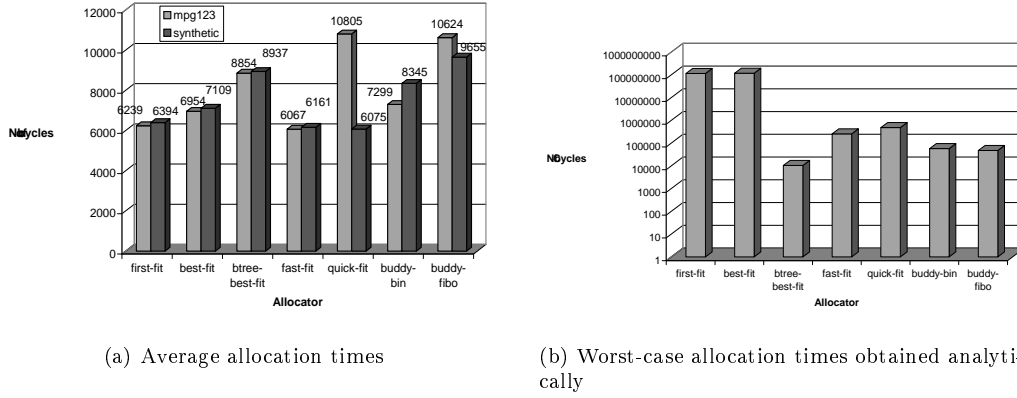 12000
10000
8000
6000
4000
2000
0
mpg123
synthetic
6239
6394
6954
7109
8854
8937
6067
6161
10805
6075
7299
8345
10624
9655
first-fit
best-fit
btree-
best-fit
fast-fit
quick-fit
buddy-
bin
buddy-
fibo
Allocator
(a) Average allocation times
100000000
100000000
10000000
1000000
100000
10000
1000
100
10
1
first-fit
best-fit
btree-
best-fit
fast-fit
quick-fit
buddy-bin
buddy-
fibo
Allocator
(b) Worst-case allocation times obtained analyti-
cally